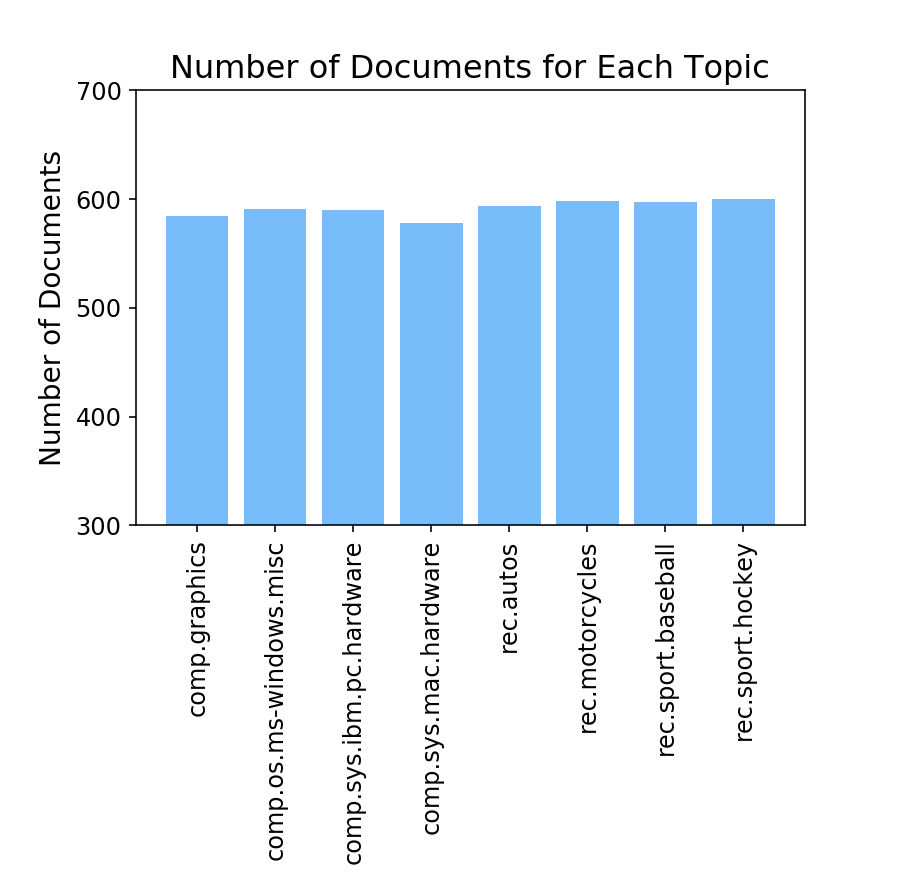 Number of Documents for Each Topic
Number of Documents
700
600
500
400
300
comp.graphics
comp.os.ms-windows.misc
comp.sys.ibm.pc.hardware
comp.sys.mac.hardware
rec.autos
rec.motorcycles
rec.sport.baseball
rec.sport.hockey